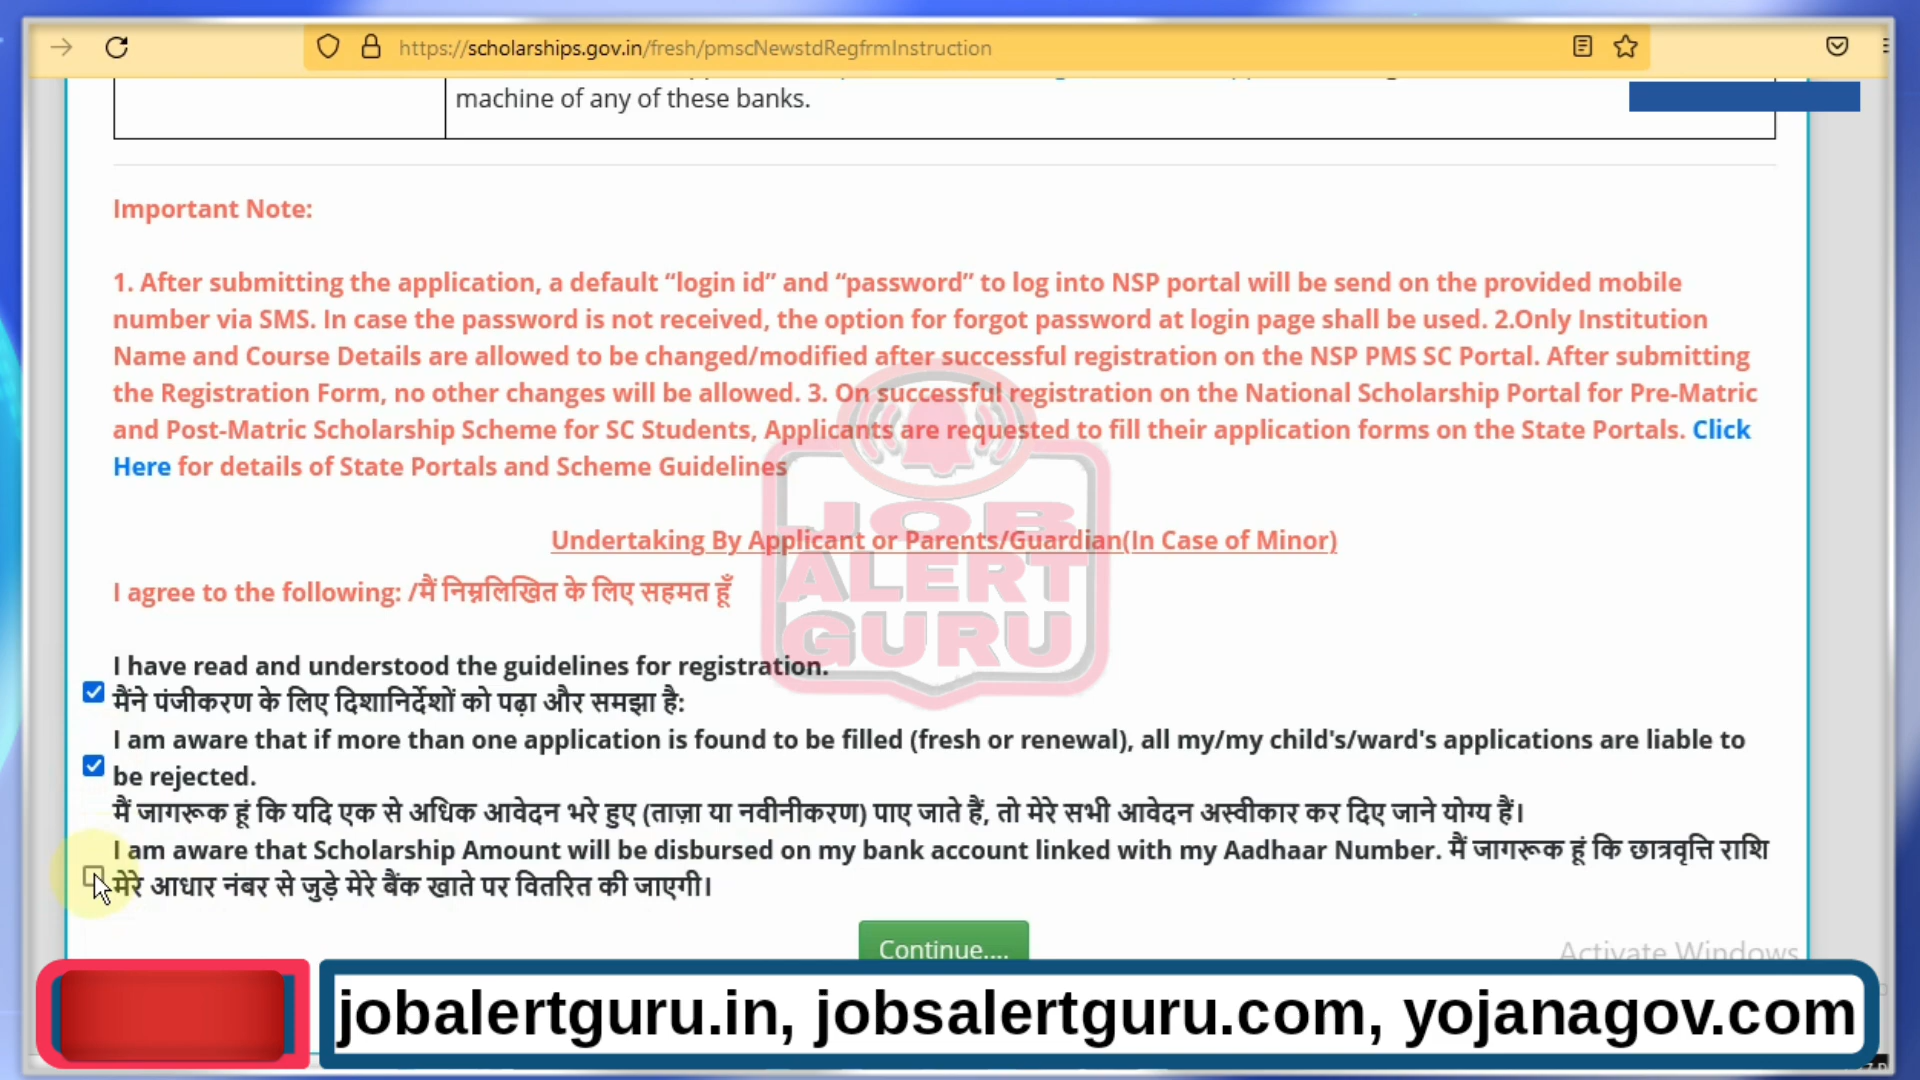 https://scholarships.gov.in/fresh/pmscNewstdRegfrmInstruction
machine of any of these banks.
Important Note:
1. After submitting the application, a default “login id” and “password” to log into NSP portal will be send on the provided mobile
number via SMS. In case the password is not received, the option for forgot password at login page shall be used. 2.Only Institution
Name and Course Details are allowed to be changed/modified after successful registration on the NSP PMS SC Portal. After submitting
the Registration Form, no other changes will be allowed. 3. On successful registration on the National Scholarship Portal for Pre-Matric
and Post-Matric Scholarship Scheme for SC Students, Applicants are requested to fill their application forms on the State Portals. Click
Here for details of State Portals and Scheme Guidelines
JOB
ALERT
GURU
Undertaking By Applicant or Parents/Guardian(In Case of Minor)
I agree to the following: /मैं निम्नलिखित के लिए सहमत हूँ
I have read and understood the guidelines for registration.
मैंने पंजीकरण के लिए दिशानिर्देशों को पढ़ा और समझा है:
I am aware that if more than one application is found to be filled (fresh or renewal), all my/my child's/ward's applications are liable to
be rejected.
मैं जागरूक हूं कि यदि एक से अधिक आवेदन भरे हुए (ताज़ा या नवीनीकरण) पाए जाते हैं, तो मेरे सभी आवेदन अस्वीकार कर दिए जाने योग्य हैं।
I am aware that Scholarship Amount will be disbursed on my bank account linked with my Aadhaar Number. मैं जागरूक हूं कि छात्रवृत्ति राशि
मेरे आधार नंबर से जुड़े मेरे बैंक खाते पर वितरित की जाएगी।
Continue....
Activate Windows
jobalertguru.in, jobsalertguru.com, yojanagov.com